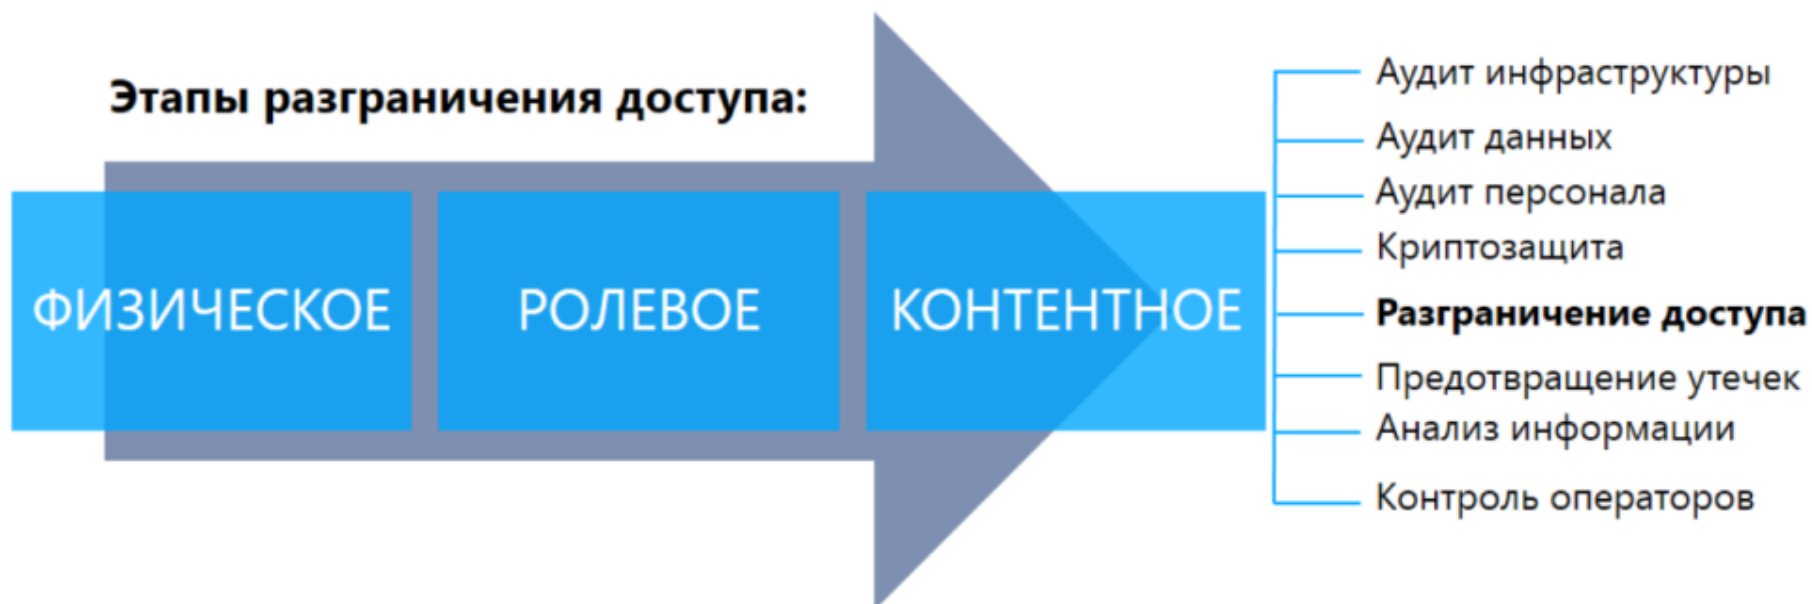 Этапы разграничения доступа:
ФИЗИЧЕСКОЕ
РОЛЕВОЕ
КОНТЕНТНОЕ
Аудит инфраструктуры
Аудит данных
Аудит персонала
Криптозащита
Разграничение доступа
Предотвращение утечек
Анализ информации
Контроль операторов